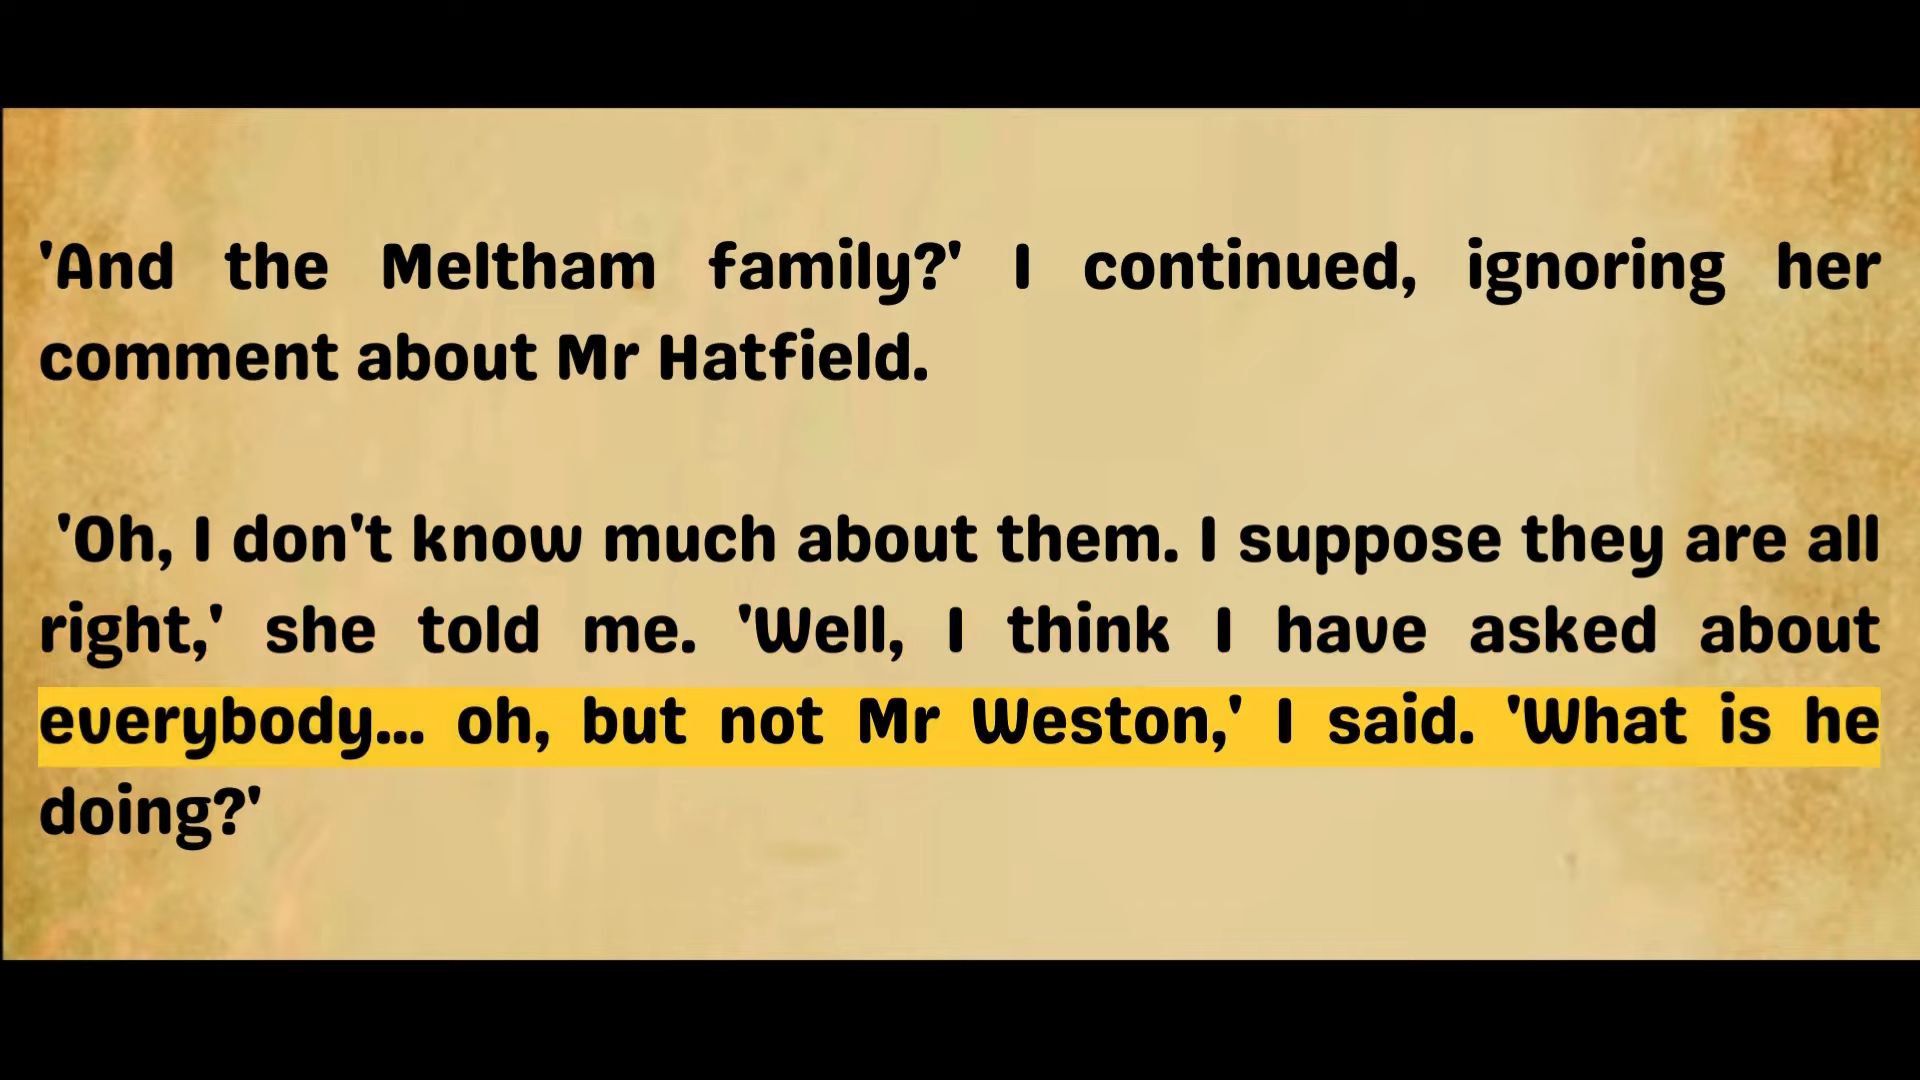 'And the Meltham family?' I continued, ignoring her
comment about Mr Hatfield.
'Oh, I don't know much about them. I suppose they are all
right,' she told me. 'Well, I think I have asked about
everybody... oh, but not Mr Weston,' I said. 'What is he
doing?'